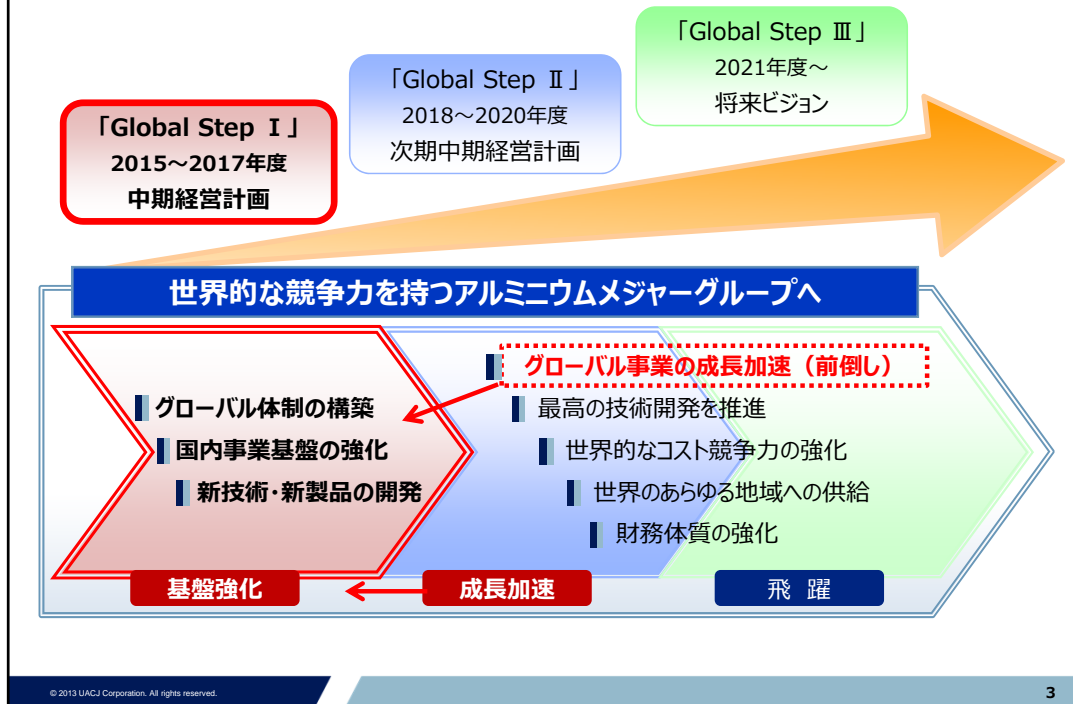 「Global Step Ⅲ」
2021年度～
将来ビジョン
「Global Step Ⅱ」
2018～2020年度
次期中期経営計画
「Global Step Ⅰ」
2015～2017年度
中期経営計画
世界的な競争力を持つアルミニウムメジャーグループへ
グローバル体制の構築
国内事業基盤の強化
新技術・新製品の開発
グローバル事業の成長加速（前倒し）
最高の技術開発を推進
世界的なコスト競争力の強化
世界のあらゆる地域への供給
財務体質の強化
基盤強化
成長加速
飛 躍
© 2013 UACJ Corporation. All rights reserved.
3